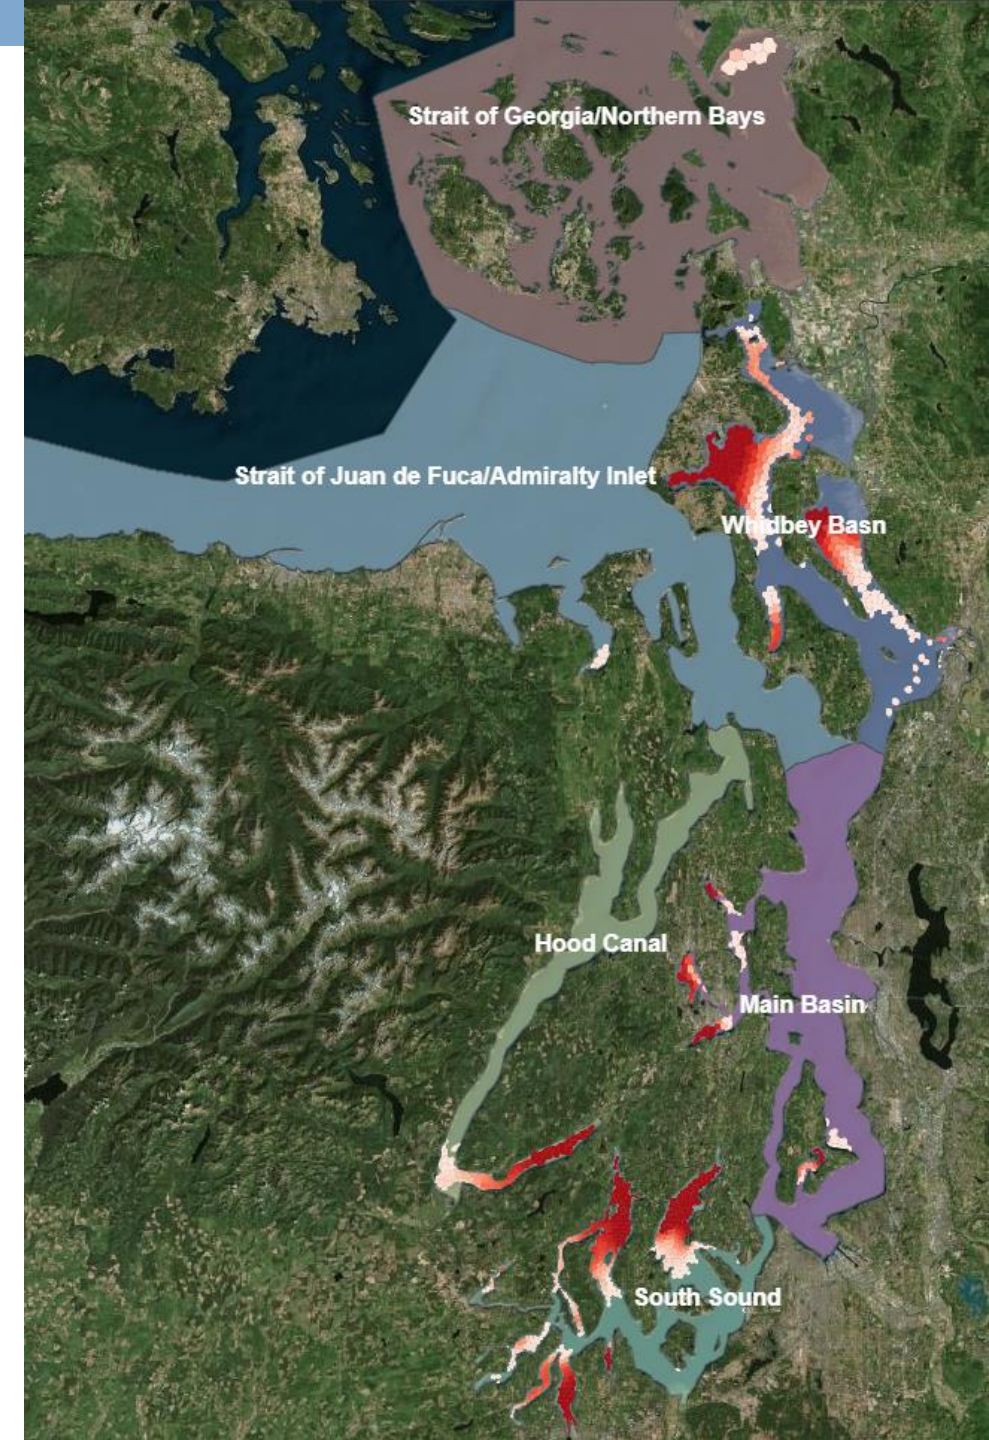 Strait of Georgia/Northern Bays
Strait of Juan de Fuca/Admiralty Inlet
Whidbey Basn
Hood Canal
Main Basin
South Sound